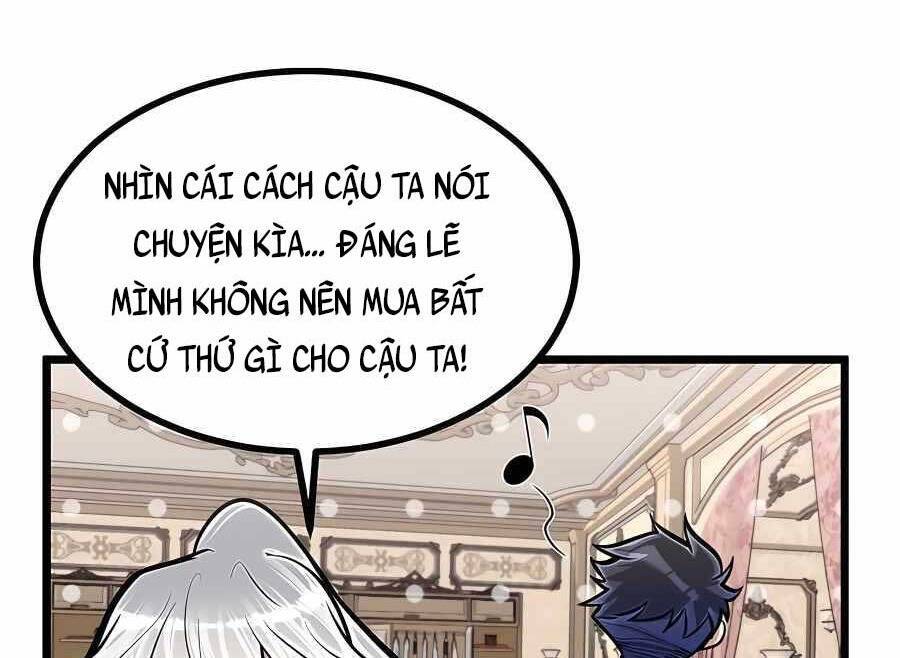 NHÌN CÁI CÁCH CẬU TA NÓI
CHUYỆN KÌA... ĐÁNG LẼ
MÌNH KHÔNG NÊN MUA BẤT
CỨ THỨ GÌ CHO CẬU TA!